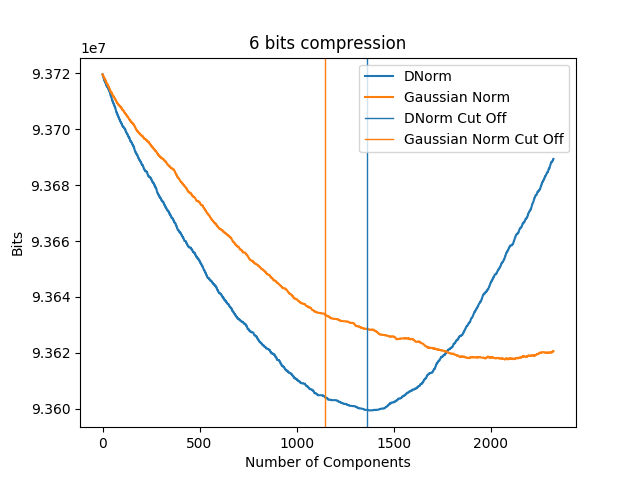 6 bits compression
1e7
DNorm
Gaussian Norm
DNorm Cut Off
Gaussian Norm Cut Off
9.372
9.370
9.368
9.366
9.364
9.362
9.360
Bits
0 500 1000 1500 2000
Number of Components